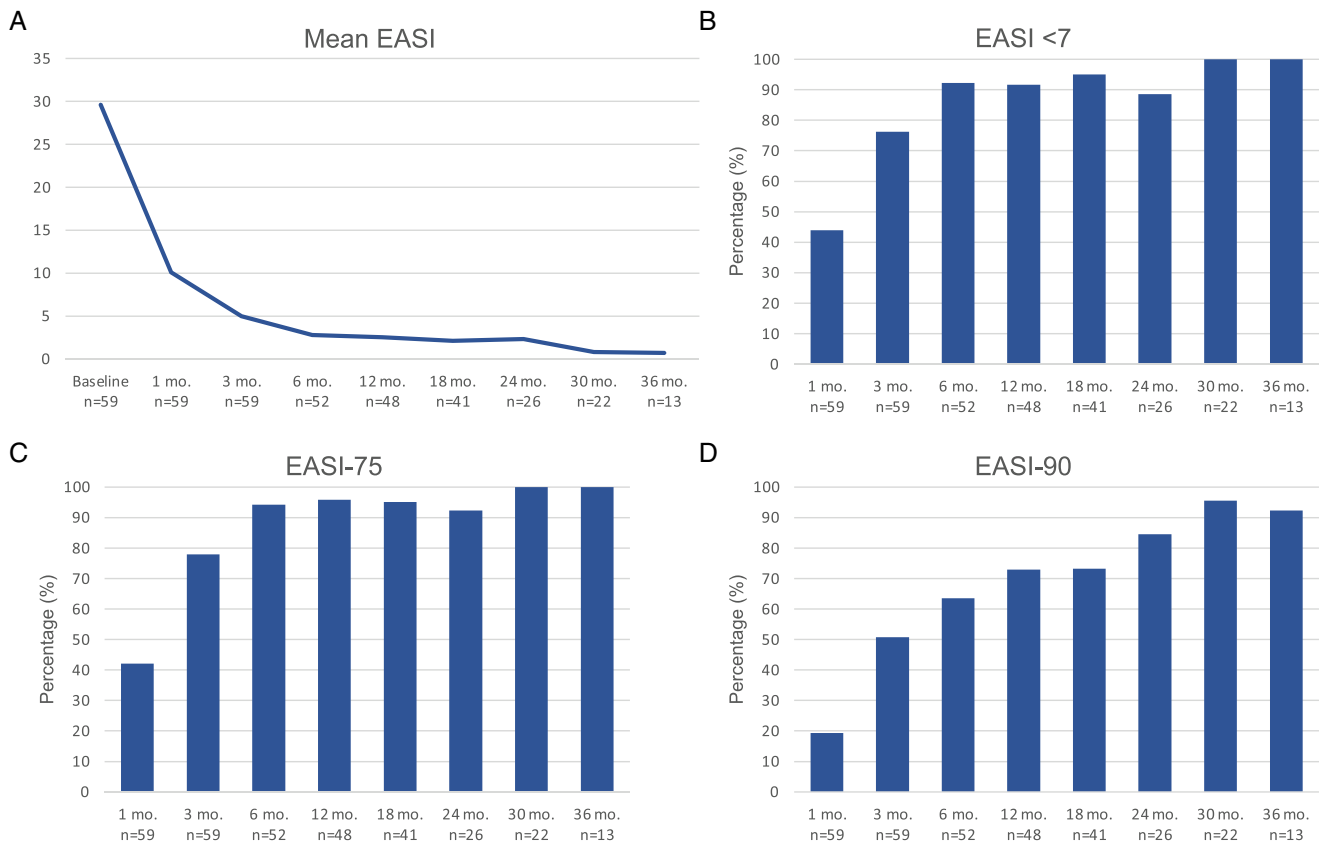 A
Mean EASI
35
30
25
20
15
10
5
0
Baseline 1 mo. 3 mo. 6 mo. 12 mo. 18 mo. 24 mo. 30 mo. 36 mo.
n=59 n=59 n=59 n=52 n=48 n=41 n=26 n=22 n=13
B
EASI <7
Percentage (%)
100
90
80
70
60
50
40
30
20
10
0
1 mo. 3 mo. 6 mo. 12 mo. 18 mo. 24 mo. 30 mo. 36 mo.
n=59 n=59 n=52 n=48 n=41 n=26 n=22 n=13
C
EASI-75
Percentage (%)
100
90
80
70
60
50
40
30
20
10
0
1 mo. 3 mo. 6 mo. 12 mo. 18 mo. 24 mo. 30 mo. 36 mo.
n=59 n=59 n=52 n=48 n=41 n=26 n=22 n=13
D
EASI-90
Percentage (%)
100
90
80
70
60
50
40
30
20
10
0
1 mo. 3 mo. 6 mo. 12 mo. 18 mo. 24 mo. 30 mo. 36 mo.
n=59 n=59 n=52 n=48 n=41 n=26 n=22 n=13